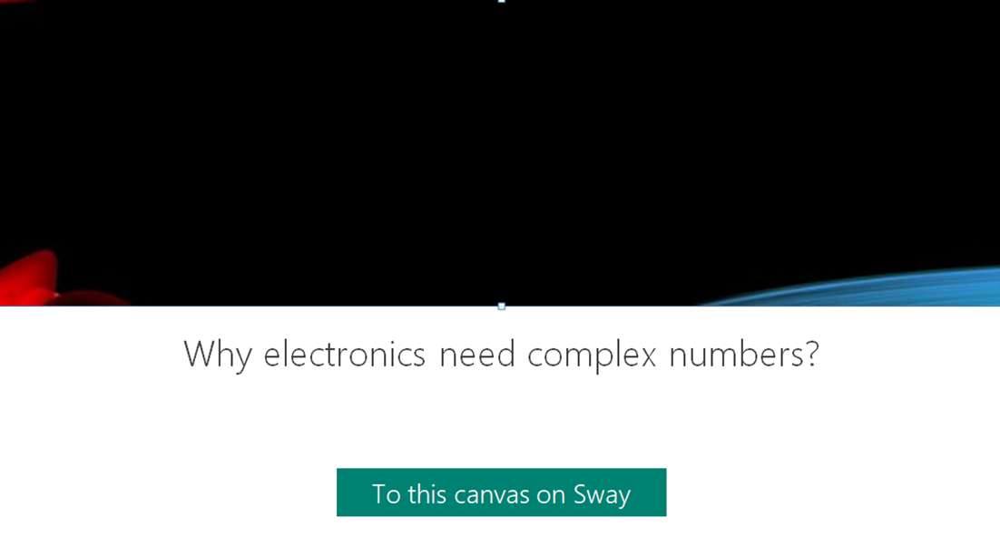 Why electronics need complex numbers?
To this canvas on Sway